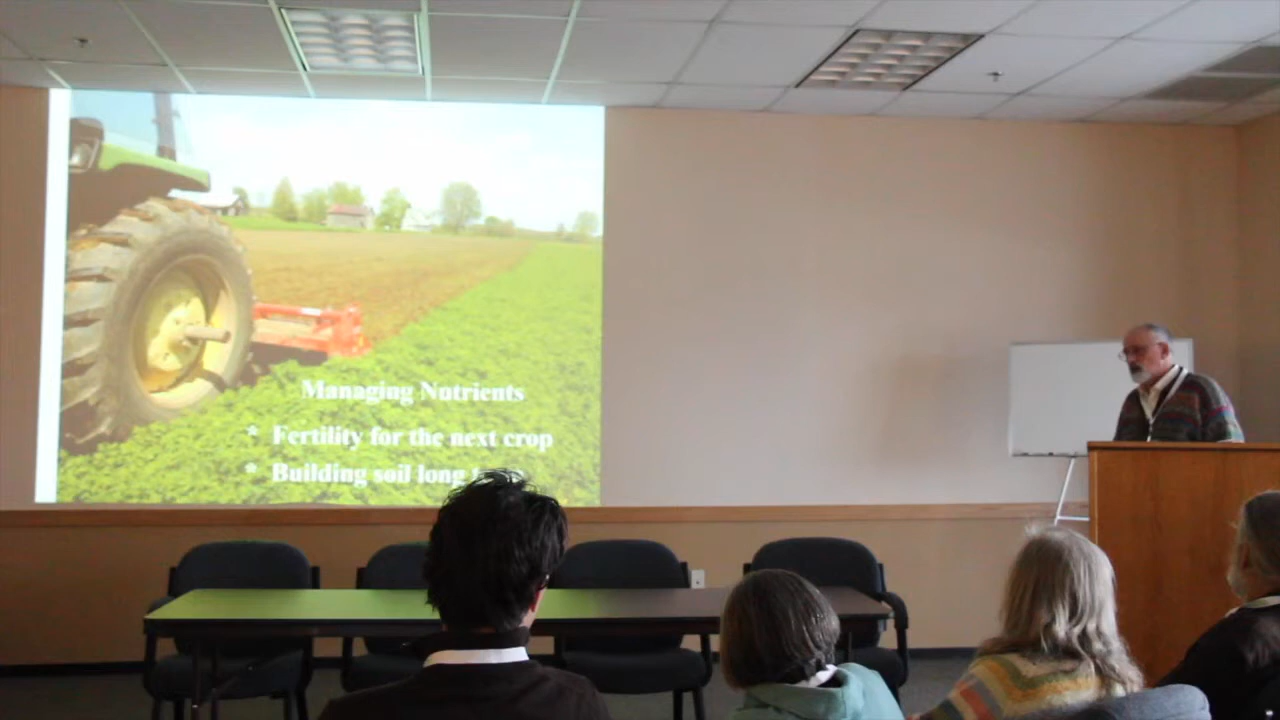 Managing Nutrients
* Fertility for the next crop
* Building soil long